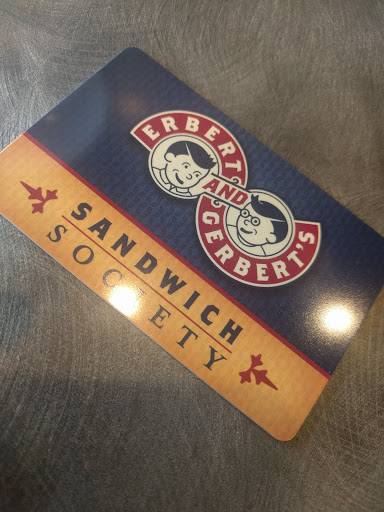 ERBERT
AND
GERBERT'S
SANDWICH
SOCIETY